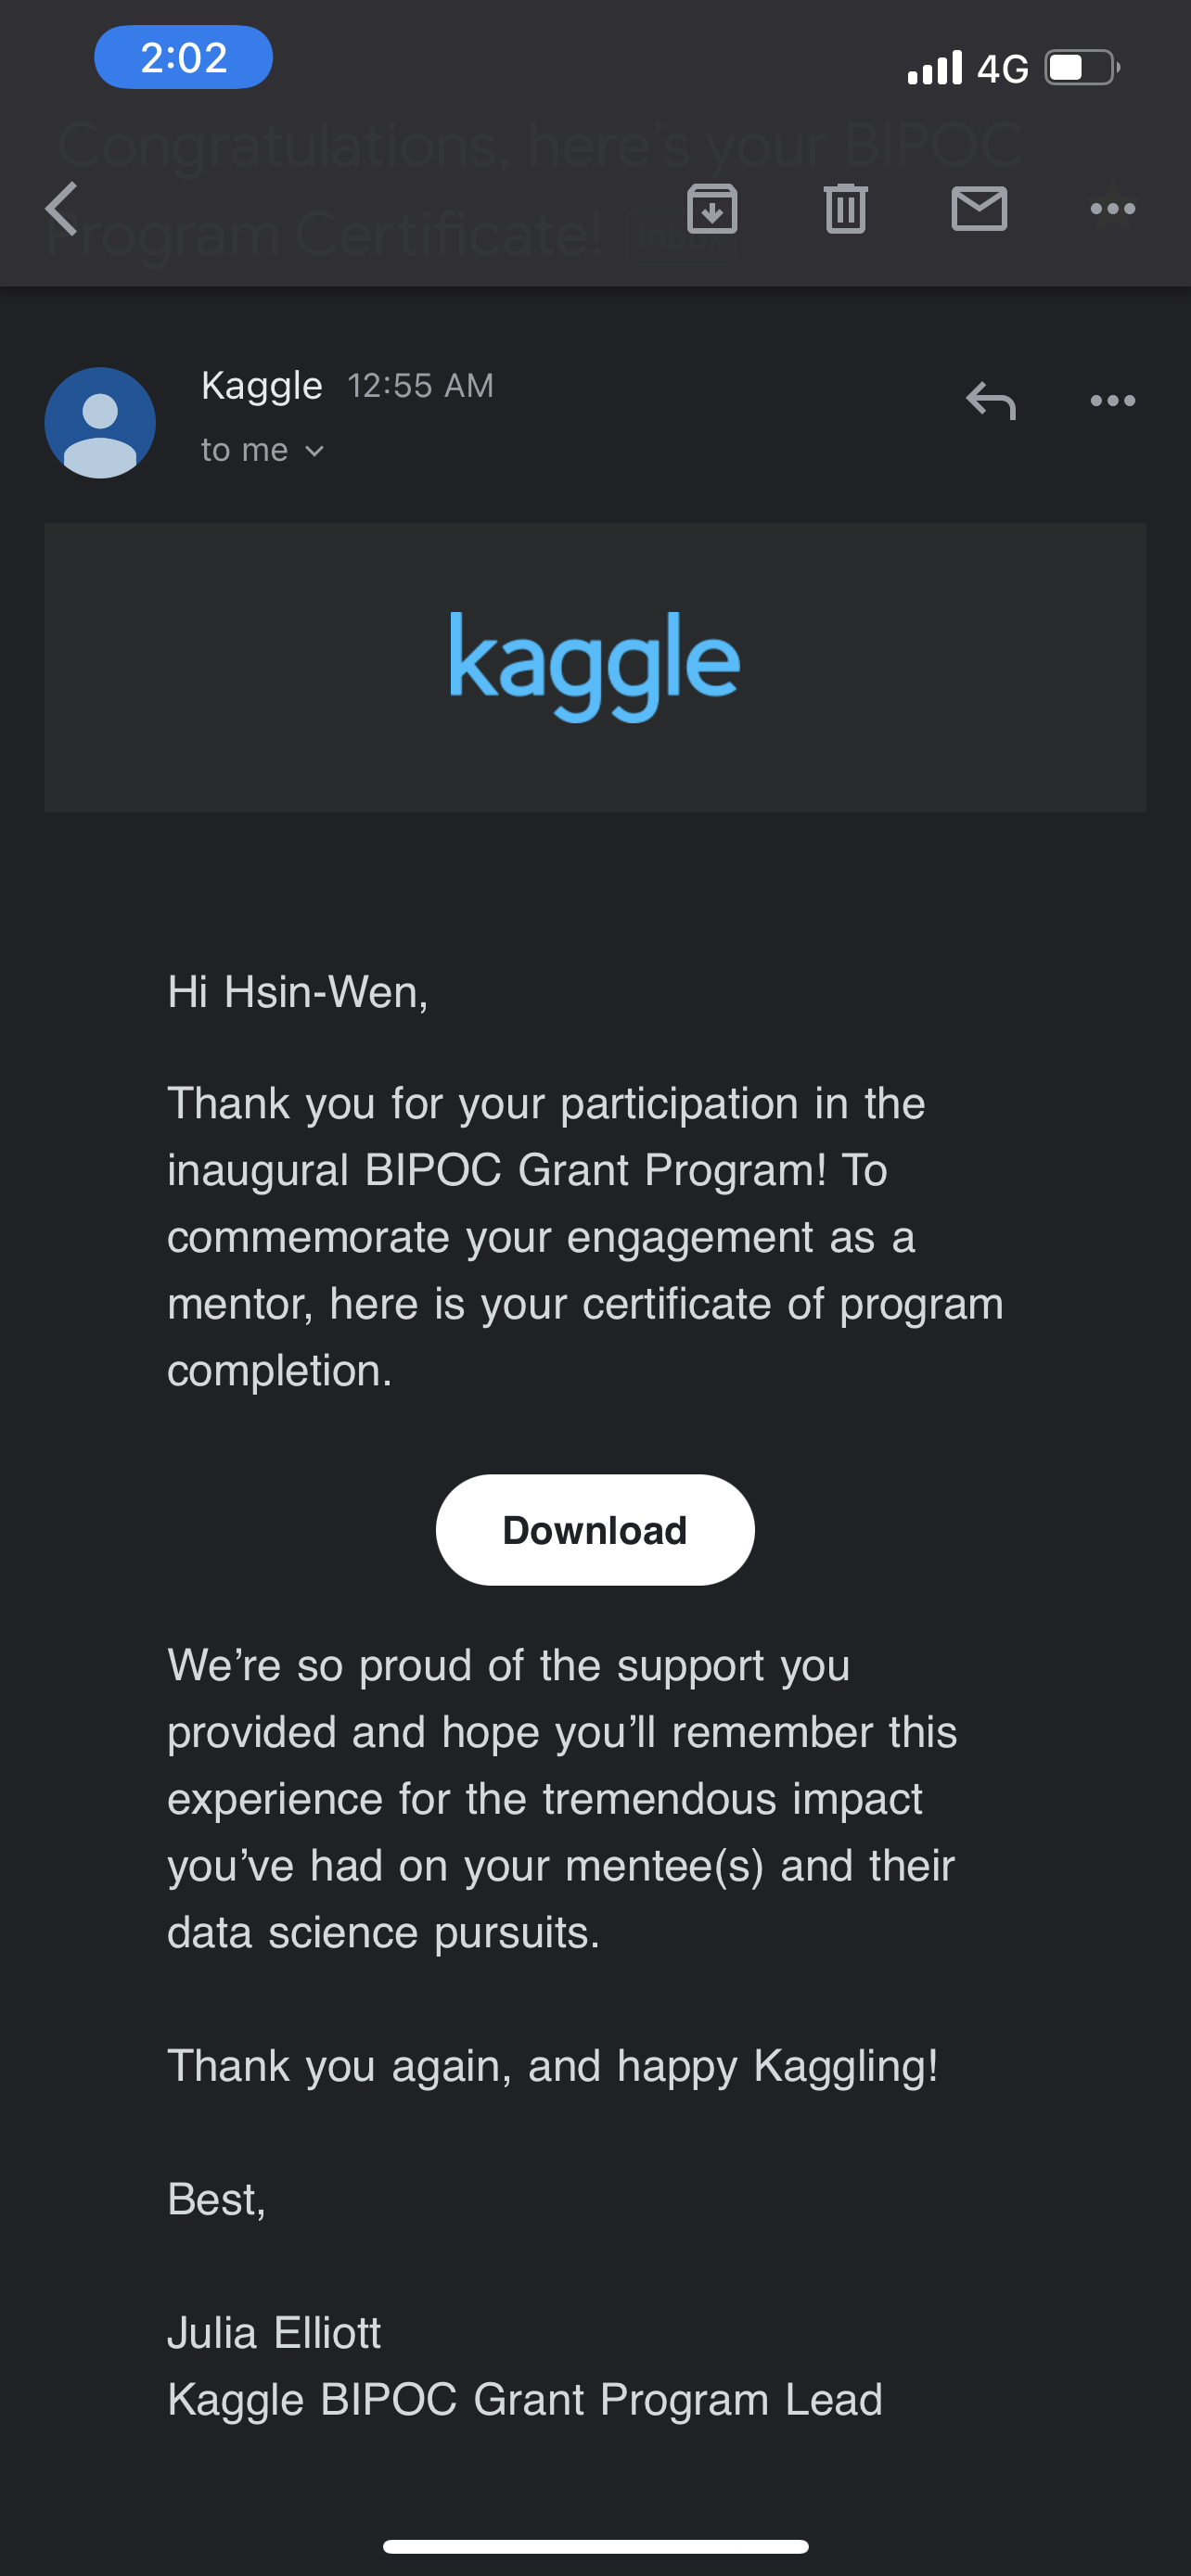 2:02
4G
Congratulations, here's your BIPOC
Program Certificate! Inbox
Kaggle 12:55 AM
to me
kaggle
Hi Hsin-Wen,
Thank you for your participation in the
inaugural BIPOC Grant Program! To
commemorate your engagement as a
mentor, here is your certificate of program
completion.
Download
We’re so proud of the support you
provided and hope you’ll remember this
experience for the tremendous impact
you’ve had on your mentee(s) and their
data science pursuits.
Thank you again, and happy Kaggling!
Best,
Julia Elliott
Kaggle BIPOC Grant Program Lead